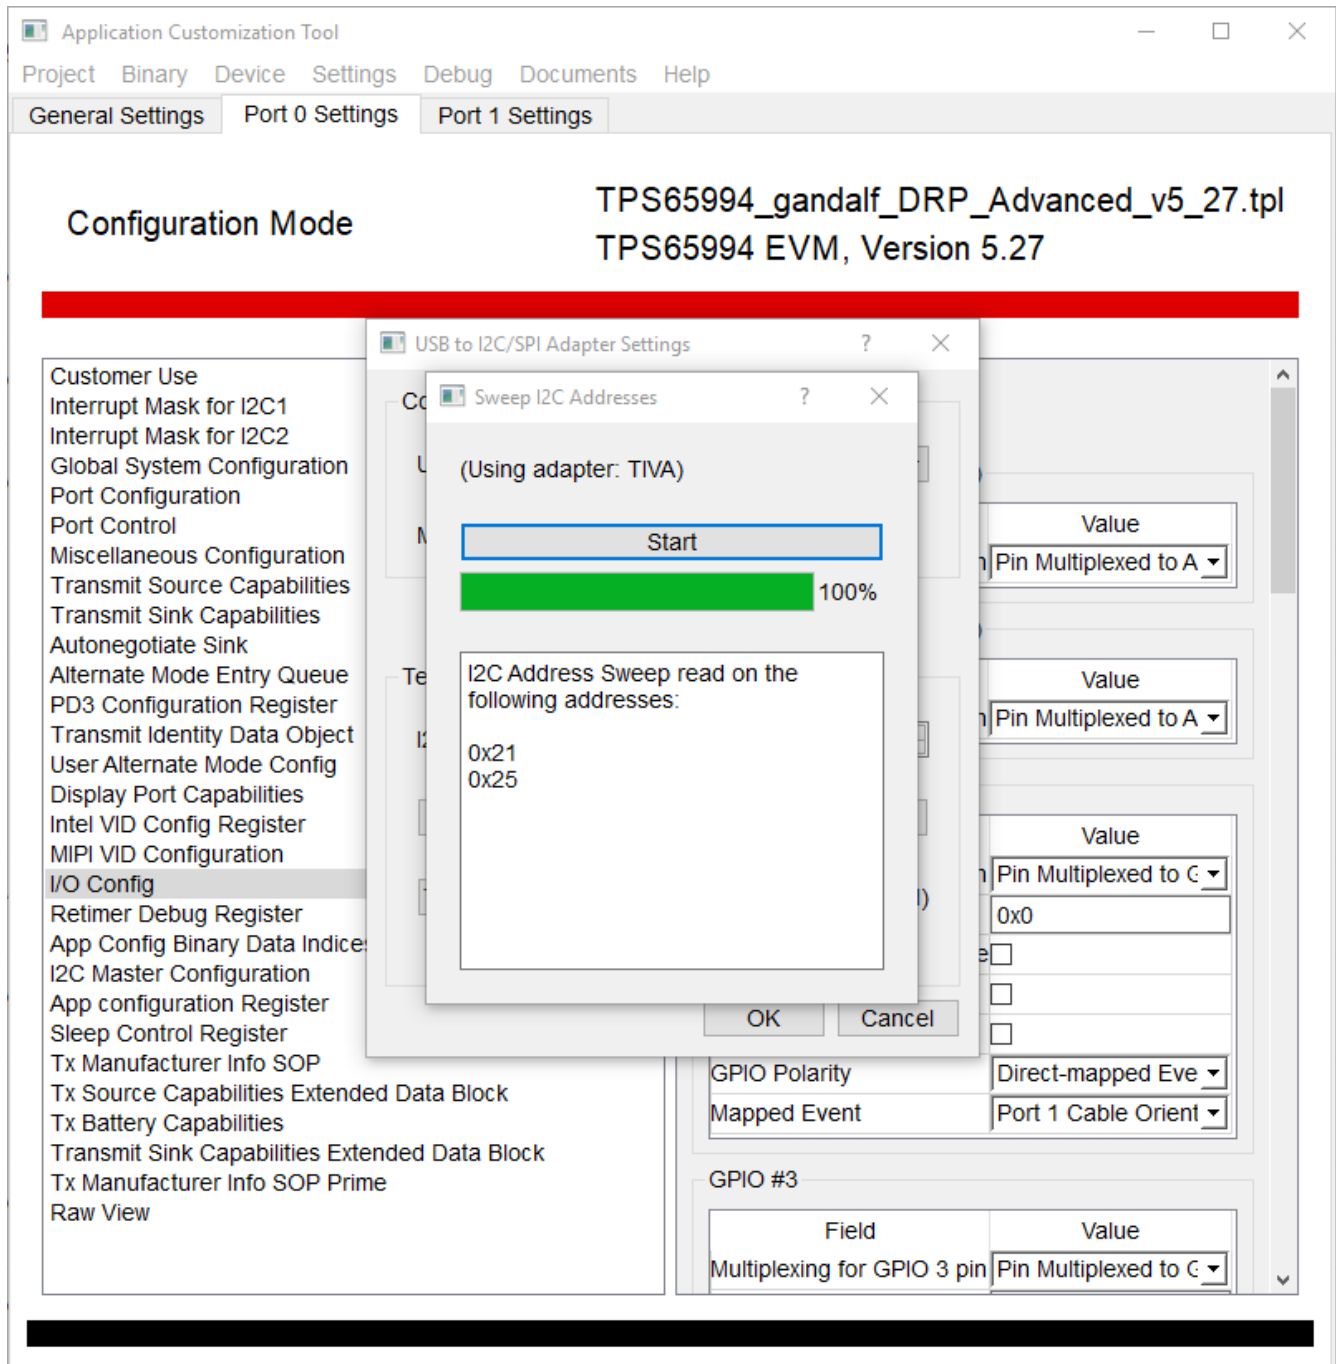 Application Customization Tool
Project Binary Device Settings Debug Documents Help
General Settings Port 0 Settings Port 1 Settings
Configuration Mode
TPS65994_gandalf_DRP_Advanced_v5_27.tpl
TPS65994 EVM, Version 5.27
Customer Use
Interrupt Mask for I2C1
Interrupt Mask for I2C2
Global System Configuration
Port Configuration
Port Control
Miscellaneous Configuration
Transmit Source Capabilities
Transmit Sink Capabilities
Autonegotiate Sink
Alternate Mode Entry Queue
PD3 Configuration Register
Transmit Identity Data Object
User Alternate Mode Config
Display Port Capabilities
Intel VID Config Register
MIPI VID Configuration
I/O Config
Retimer Debug Register
App Config Binary Data Indices
I2C Master Configuration
App configuration Register
Sleep Control Register
Tx Manufacturer Info SOP
Tx Source Capabilities Extended Data Block
Tx Battery Capabilities
Transmit Sink Capabilities Extended Data Block
Tx Manufacturer Info SOP Prime
Raw View
USB to I2C/SPI Adapter Settings
?
Sweep I2C Addresses
?
(Using adapter: TIVA)
Start
100%
I2C Address Sweep read on the
following addresses:
0x21
0x25
OK Cancel
Value
Pin Multiplexed to A
Value
Pin Multiplexed to A
Value
Pin Multiplexed to
0x0
GPIO Polarity Direct-mapped Eve
Mapped Event Port 1 Cable Orient
GPIO #3
Field Value
Multiplexing for GPIO 3 pin Pin Multiplexed to